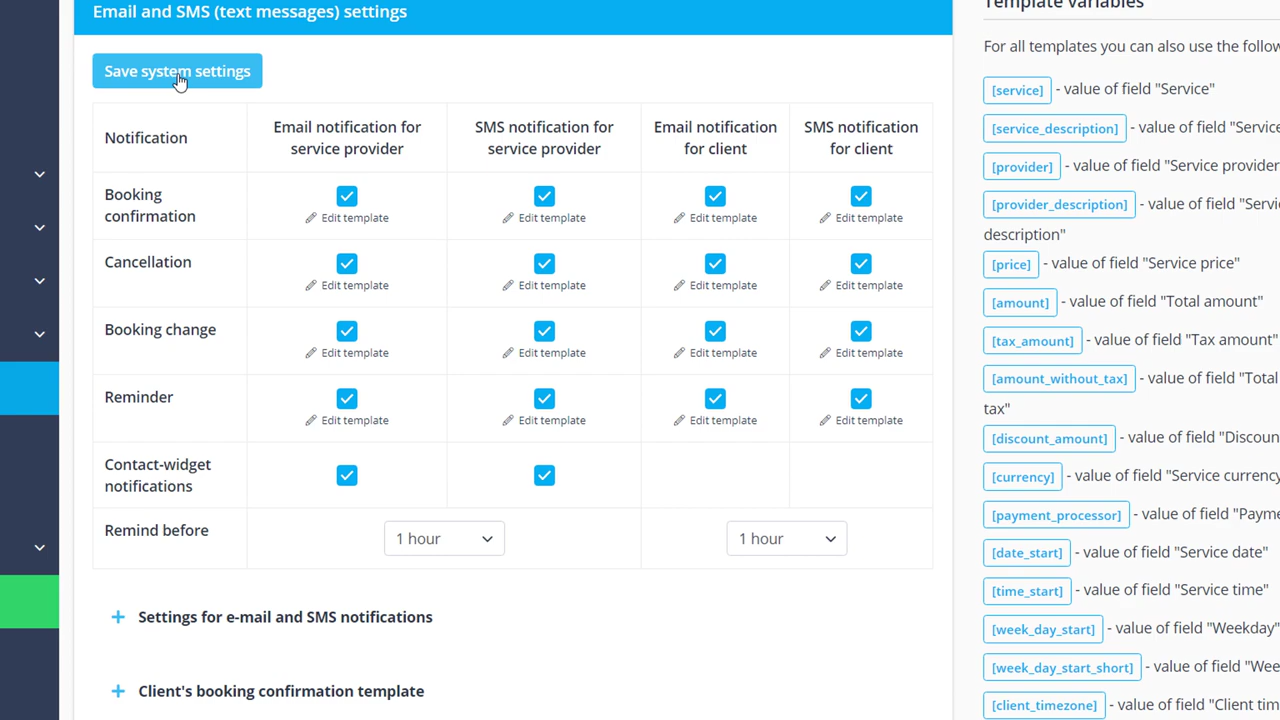 Email and SMS (text messages) settings
Save system settings
Notification
Email notification for
service provider
SMS notification for
service provider
Email notification
for client
SMS notification
for client
Booking
confirmation
Edit template
Edit template
Edit template
Edit template
Cancellation
Edit template
Edit template
Edit template
Edit template
Booking change
Edit template
Edit template
Edit template
Edit template
Reminder
Edit template
Edit template
Edit template
Edit template
Contact-widget
notifications
Remind before
1 hour
1 hour
Settings for e-mail and SMS notifications
Client's booking confirmation template
Template variables
For all templates you can also use the follow
[service] - value of field "Service"
[service_description] - value of field "Service
[provider] - value of field "Service provider
[provider_description] - value of field "Servi
description"
[price] - value of field "Service price"
[amount] - value of field "Total amount"
[tax_amount] - value of field "Tax amount"
[amount_without_tax] - value of field "Total
tax"
[discount_amount] - value of field "Discoun
[currency] - value of field "Service currency
[payment_processor] - value of field "Payme
[date_start] - value of field "Service date"
[time_start] - value of field "Service time"
[week_day_start] - value of field "Weekday"
[week_day_start_short] - value of field "Wee
[client_timezone] - value of field "Client tim